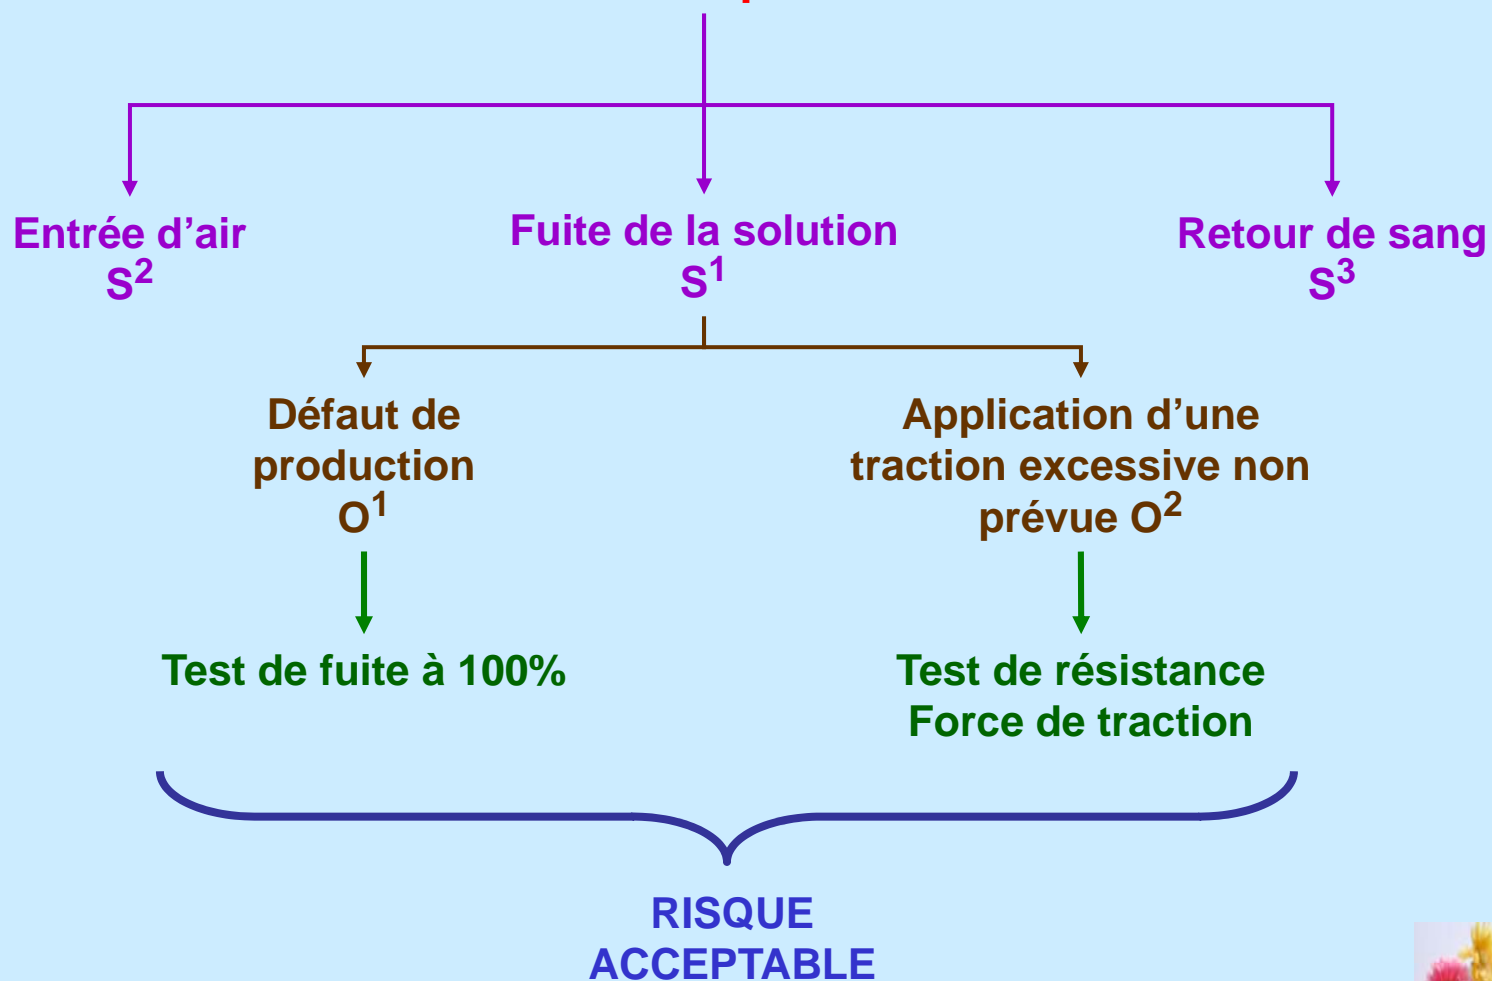 Entrée d’air
S2
Fuite de la solution
S1
Retour de sang
S3
Défaut de
production
O1
Application d’une
traction excessive non
prévue O2
Test de fuite à 100%
Test de résistance
Force de traction
RISQUE
ACCEPTABLE